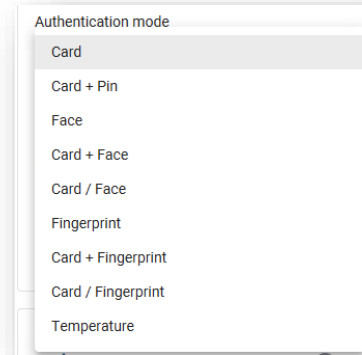 Authentication mode
Card
Card + Pin
Face
Card + Face
Card / Face
Fingerprint
Card + Fingerprint
Card / Fingerprint
Temperature